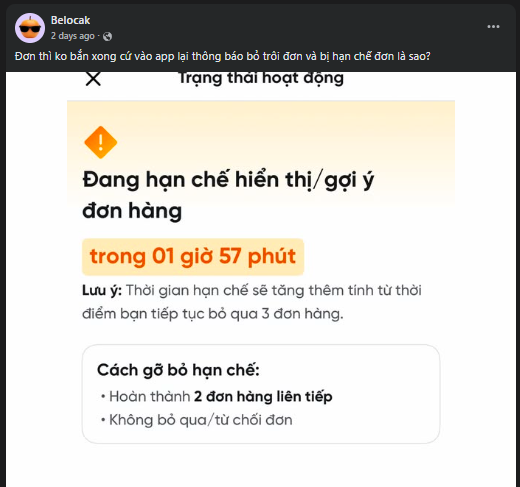 Belocak
2 days ago ·
Đơn thì ko bắn xong cứ vào app lại thông báo bỏ trôi đơn và bị hạn chế đơn là sao?
Trạng thái hoạt động
Đang hạn chế hiển thị/gợi ý
đơn hàng
trong 01 giờ 57 phút
Lưu ý: Thời gian hạn chế sẽ tăng thêm tính từ thời
điểm bạn tiếp tục bỏ qua 3 đơn hàng.
Cách gỡ bỏ hạn chế:
• Hoàn thành 2 đơn hàng liên tiếp
• Không bỏ qua/từ chối đơn